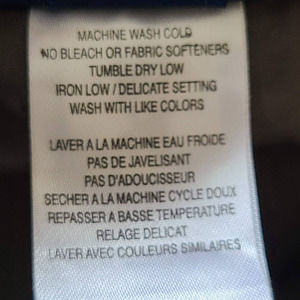 MACHINE WASH COLD
NO BLEACH OR FABRIC SOFTENERS
TUMBLE DRY LOW
IRON LOW / DELICATE SETTING
WASH WITH LIKE COLORS
LAVER A LA MACHINE EAU FROIDE
PAS DE JAVELISANT
PAS D'ADOUCISSEUR
SECHER A LA MACHINE CYCLE DOUX
REPASSER A BASSE TEMPERATURE
RELAGE DELICAT
LAVER AVEC COULEURS SIMILAIRES